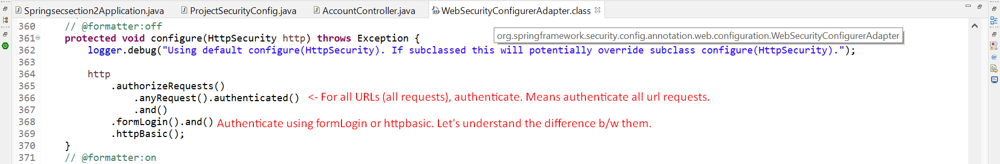 Springsecsection2Application.java ProjectSecurityConfig.java AccountController.java WebSecurityConfigurerAdapter.class
360 // @formatter:off
361 protected void configure(HttpSecurity http) throws Exception {
org.springframework.security.config.annotation.web.configuration.WebSecurityConfigurerAdapter
362 logger.debug("Using default configure(HttpSecurity). If subclassed this will potentially override subclass configure(HttpSecurity).");
363
364 http
365 .authorizeRequests()
366 .anyRequest().authenticated() <- For all URLs (all requests), authenticate. Means authenticate all url requests.
367 .and()
368 .formLogin().and() Authenticate using formLogin or httpbasic. Let's understand the difference b/w them.
369 .httpBasic();
370 }
371 // @formatter:on